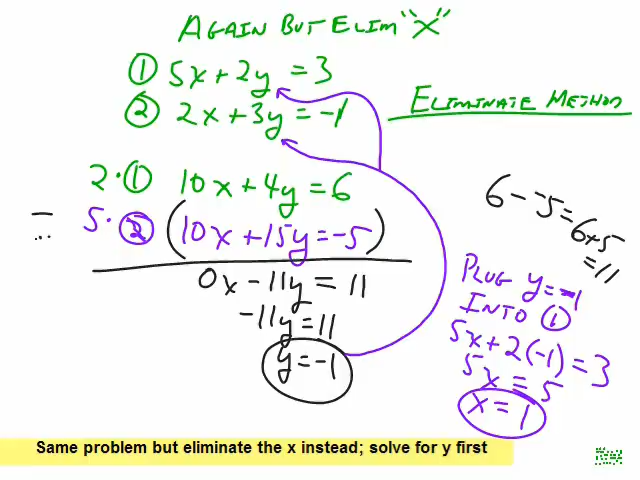 AGAIN BUT ELIM "X"
① 5x + 2y = 3
② 2x + 3y = -1
ELIMINATE METHOD
2·① 10x + 4y = 6
5·② (10x + 15y = -5)
0x - 11y = 11
-11y = 11
y = -1
6 - -5 = 6+5
= 11
PLUG y = -1
INTO ①
5x + 2(-1) = 3
5x = 5
x = 1
Same problem but eliminate the x instead; solve for y first